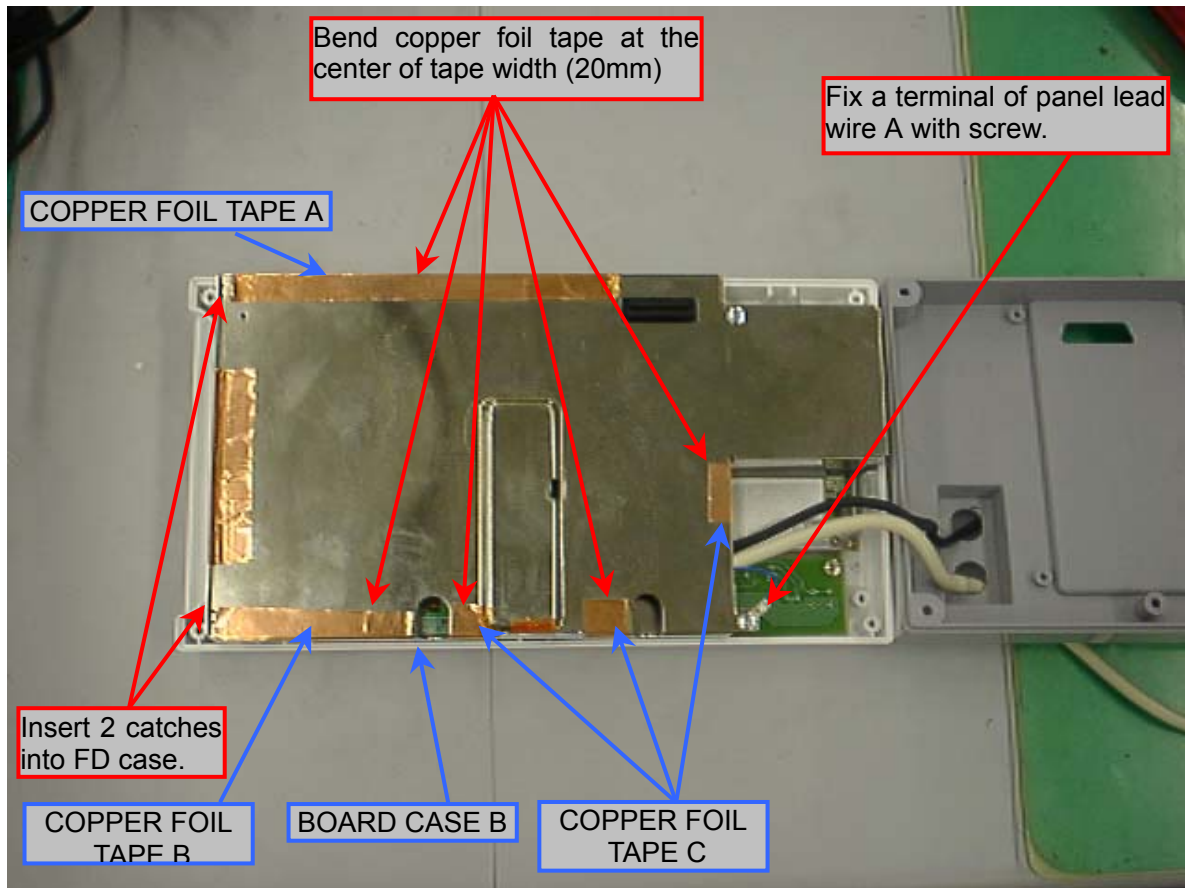 Bend copper foil tape at the
center of tape width (20mm)
Fix a terminal of panel lead
wire A with screw.
COPPER FOIL TAPE A
Insert 2 catches
into FD case.
COPPER FOIL
TAPE B
BOARD CASE B
COPPER FOIL
TAPE C